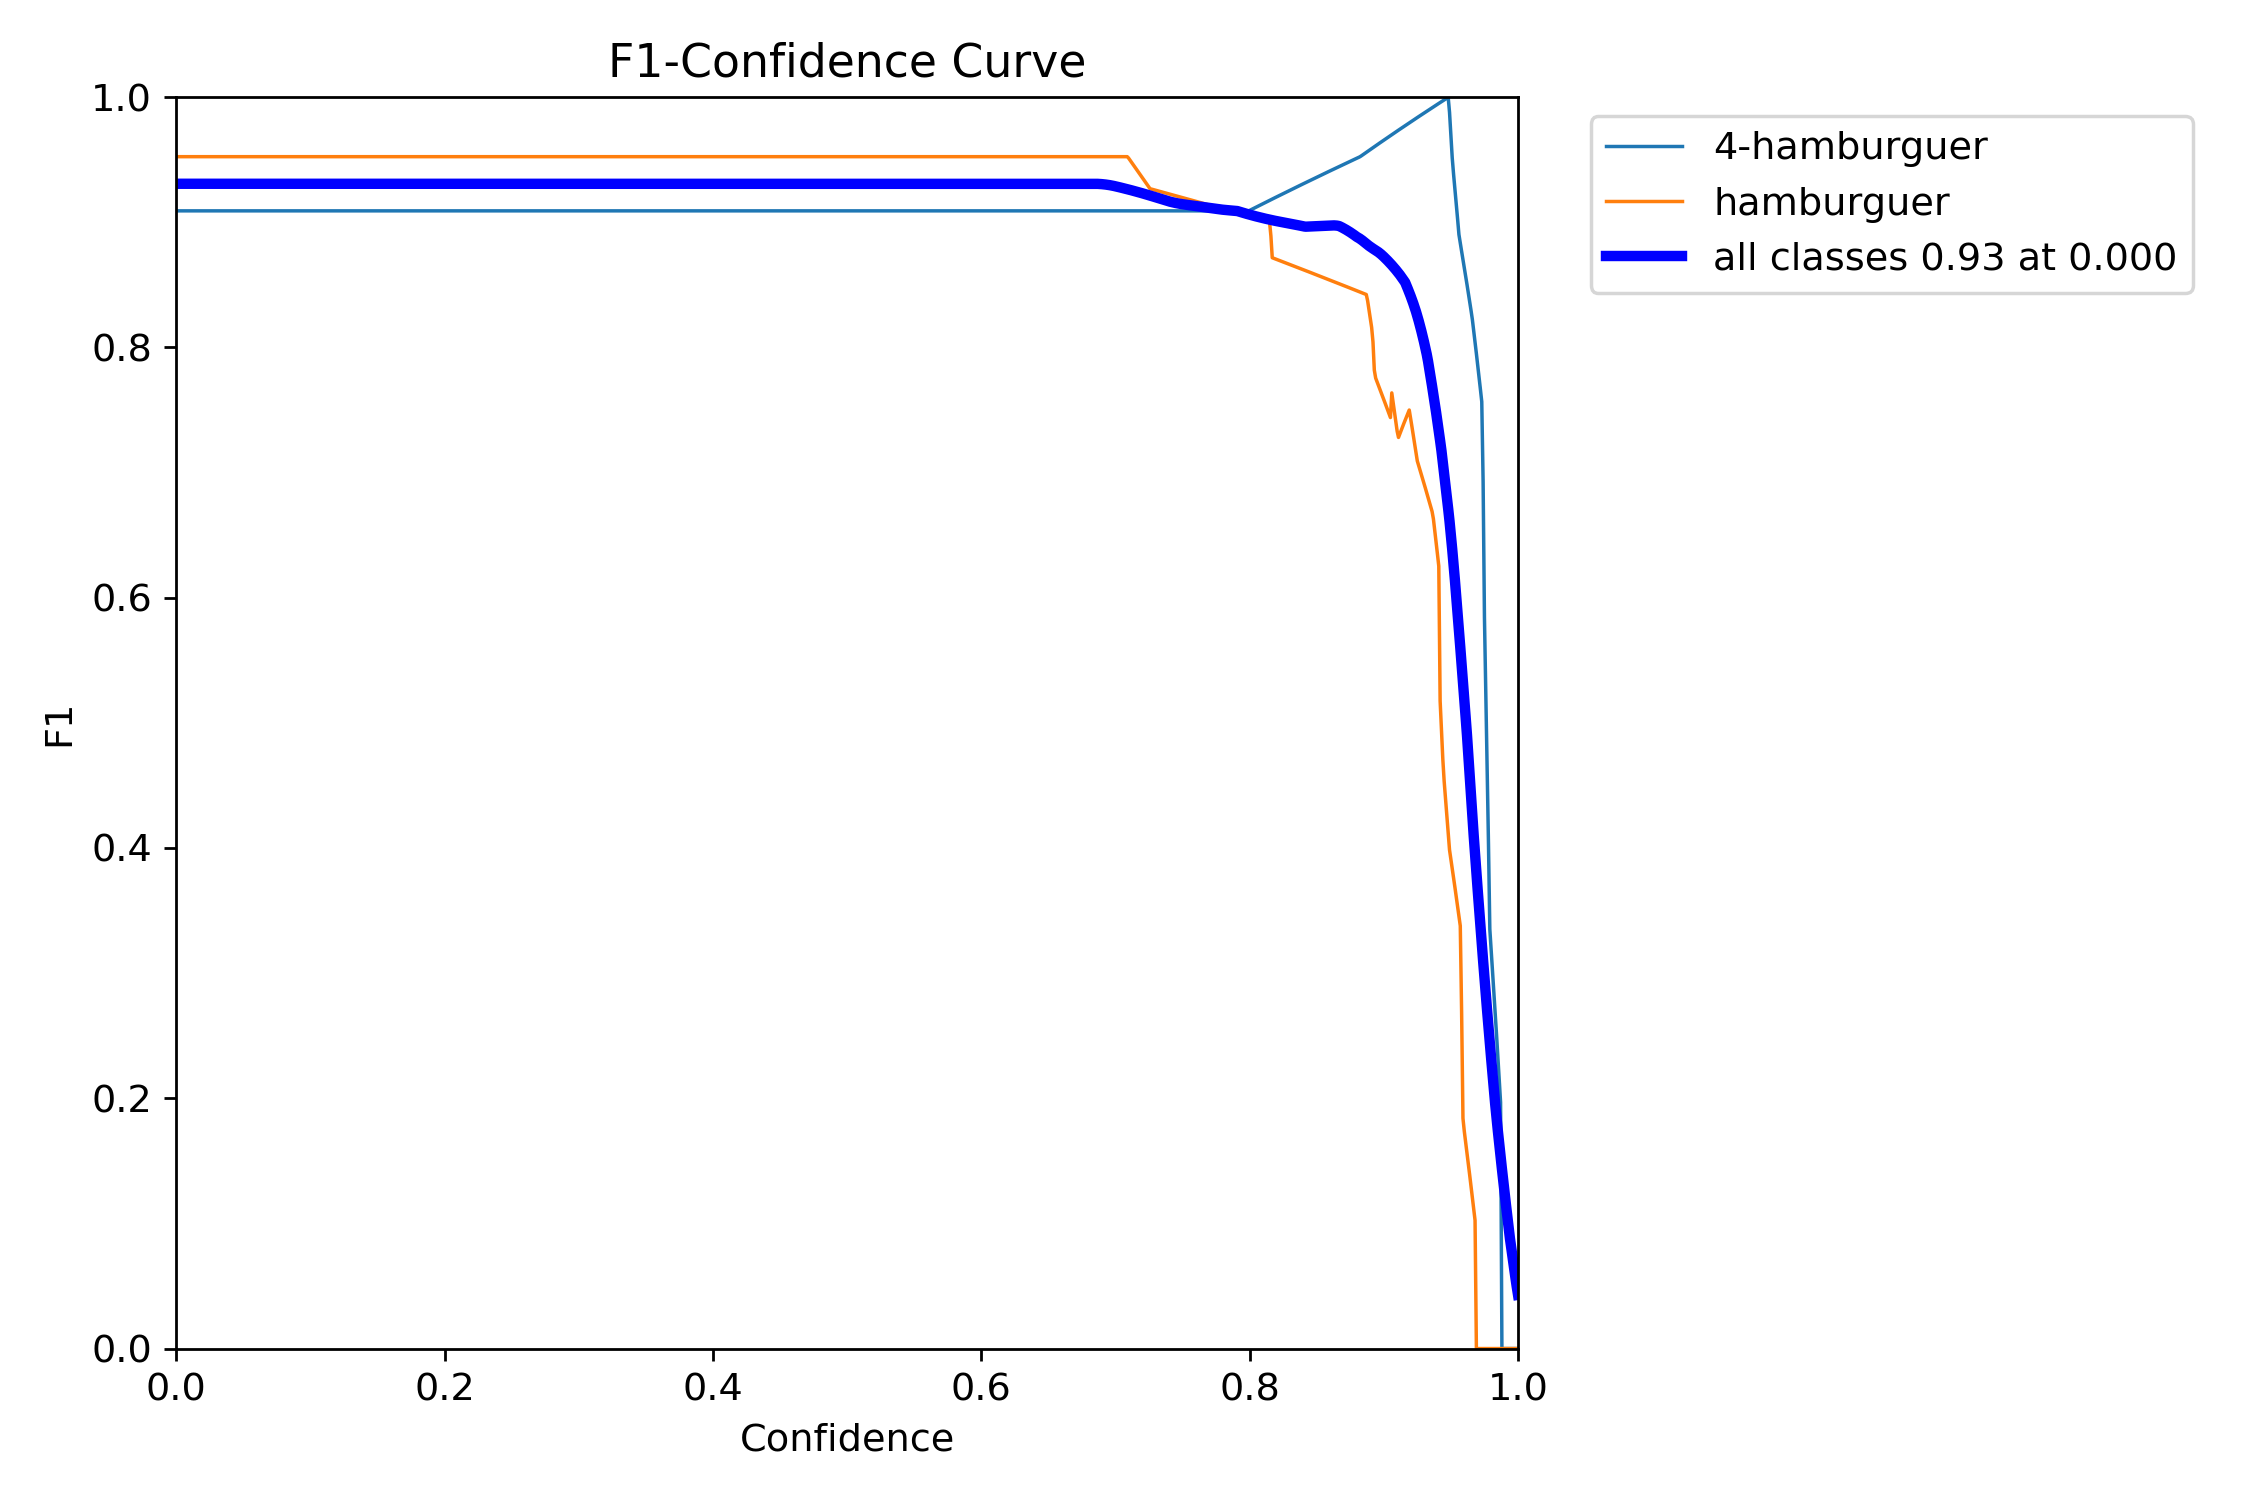 F1-Confidence Curve
1.0
0.8
0.6
0.4
0.2
0.0
F1
0.0 0.2 0.4 0.6 0.8 1.0
Confidence
4-hamburguer
hamburguer
all classes 0.93 at 0.000